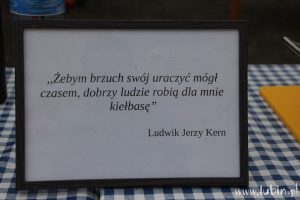 „Żebym brzuch swój uraczyć mógł
czasem, dobrzy ludzie robią dla mnie
kiełbasę”
Ludwik Jerzy Kern
www.lubin.pl